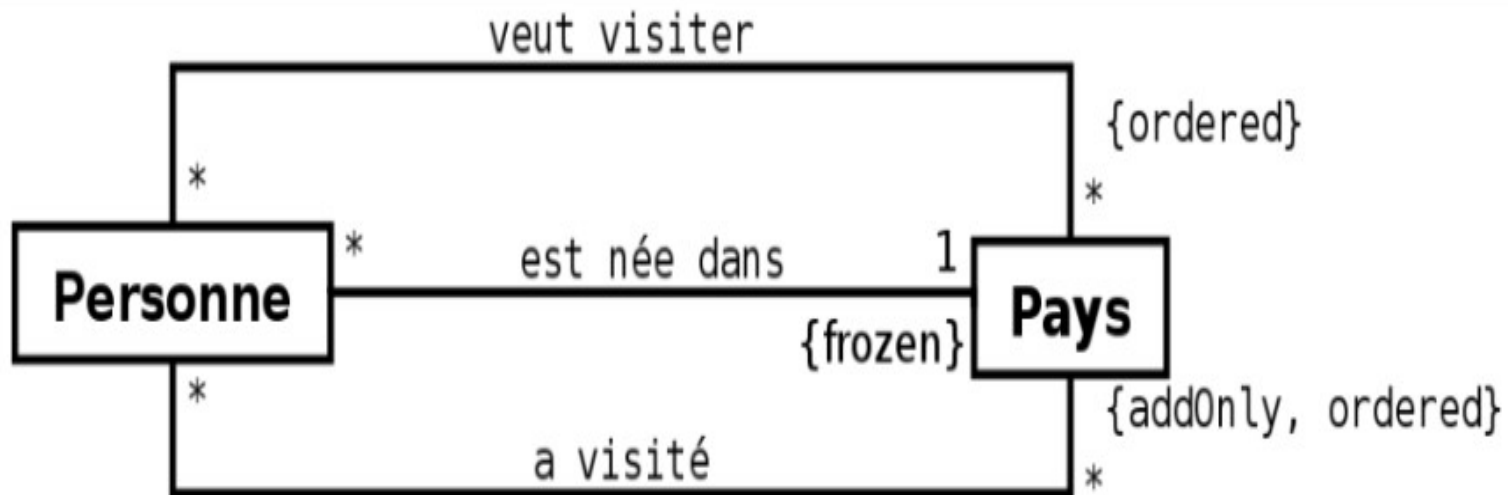 veut visiter
{ordered}
*
*
*
est née dans
1
Personne
Pays
{frozen}
*
{addOnly, ordered}
a visité
*